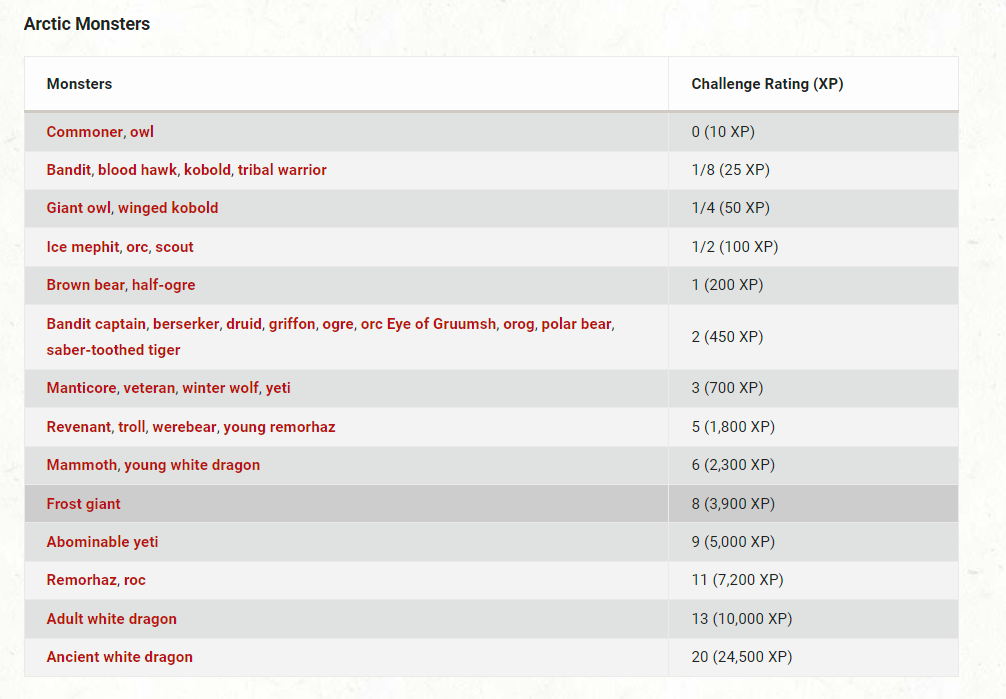 Arctic Monsters
Monsters Challenge Rating (XP)
Commoner, owl 0 (10 XP)
Bandit, blood hawk, kobold, tribal warrior 1/8 (25 XP)
Giant owl, winged kobold 1/4 (50 XP)
Ice mephit, orc, scout 1/2 (100 XP)
Brown bear, half-ogre 1 (200 XP)
Bandit captain, berserker, druid, griffon, ogre, orc Eye of Gruumsh, orog, polar bear,
saber-toothed tiger 2 (450 XP)
Manticore, veteran, winter wolf, yeti 3 (700 XP)
Revenant, troll, werebear, young remorhaz 5 (1,800 XP)
Mammoth, young white dragon 6 (2,300 XP)
Frost giant 8 (3,900 XP)
Abominable yeti 9 (5,000 XP)
Remorhaz, roc 11 (7,200 XP)
Adult white dragon 13 (10,000 XP)
Ancient white dragon 20 (24,500 XP)